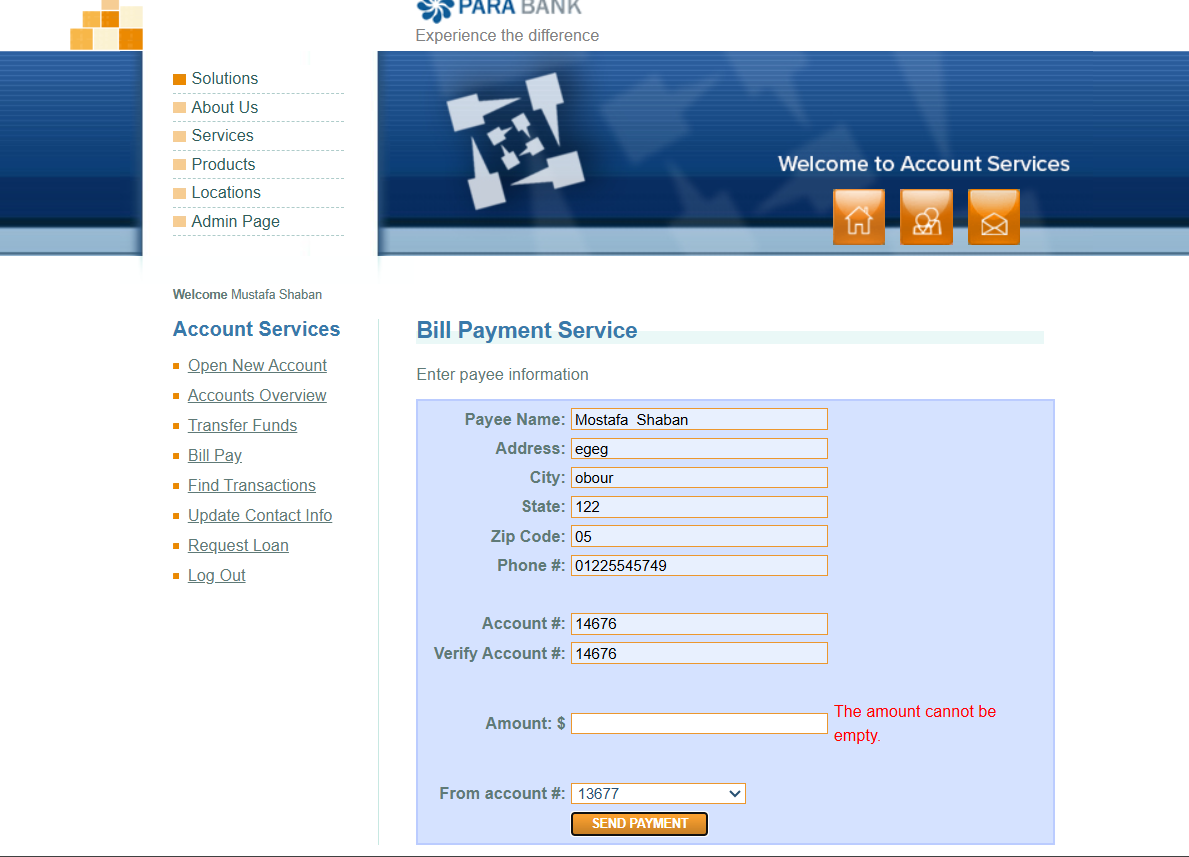 PARA BANK
Experience the difference
Solutions
About Us
Services
Products
Locations
Admin Page
Welcome to Account Services
Welcome Mustafa Shaban
Account Services
Open New Account
Accounts Overview
Transfer Funds
Bill Pay
Find Transactions
Update Contact Info
Request Loan
Log Out
Bill Payment Service
Enter payee information
Payee Name: Mostafa  Shaban
Address: egeg
City: obour
State: 122
Zip Code: 05
Phone #: 01225545749
Account #: 14676
Verify Account #: 14676
Amount: $ The amount cannot be
empty.
From account #: 13677
SEND PAYMENT